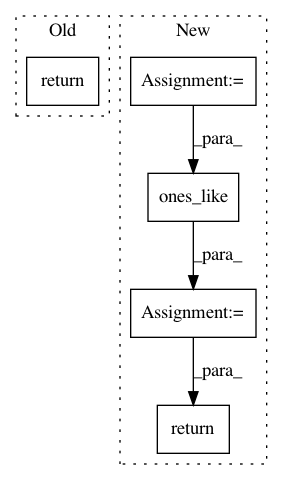 Old
New
return
Assignment:=
_para_
ones_like
_para_
Assignment:=
_para_
return